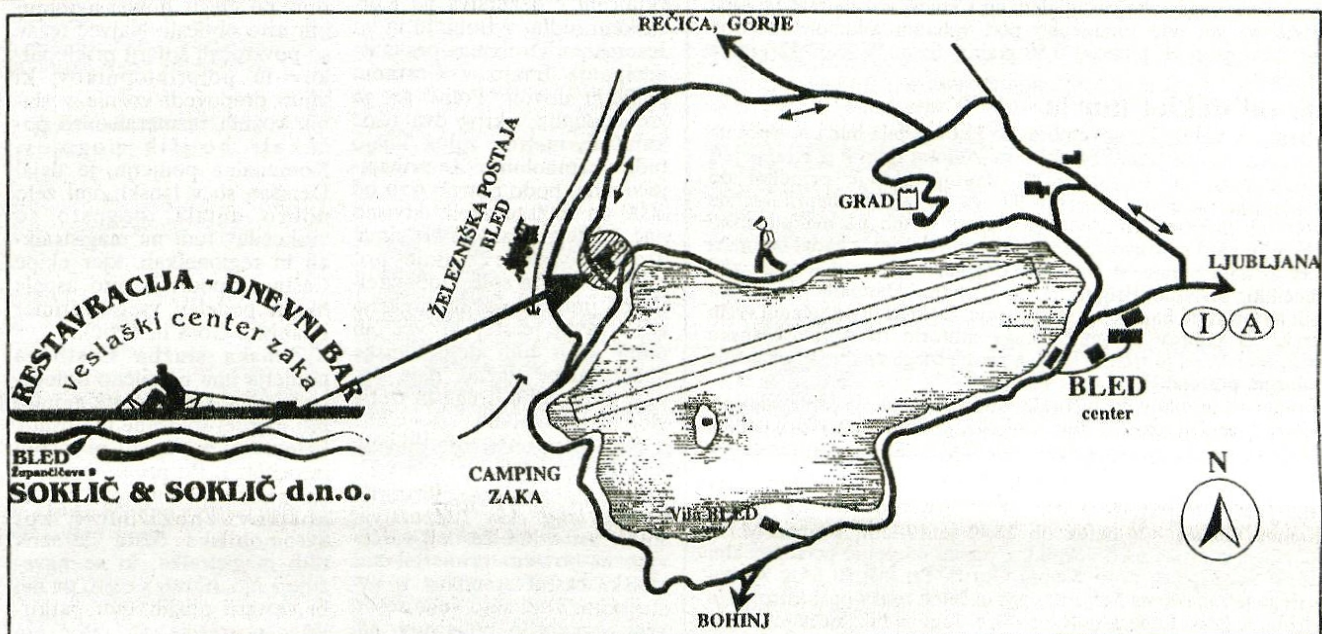 REČICA, GORJE
ŽELEZNIŠKA POSTAJA
BLED
GRAD
LJUBLJANA
I A
RESTAVRACIJA - DNEVNI BAR
veslaški center zaka
BLED
center
BLED
Župančičeva 9
SOKLIČ & SOKLIČ d.n.o.
CAMPING
ZAKA
N
Vila BLED
BOHINJ